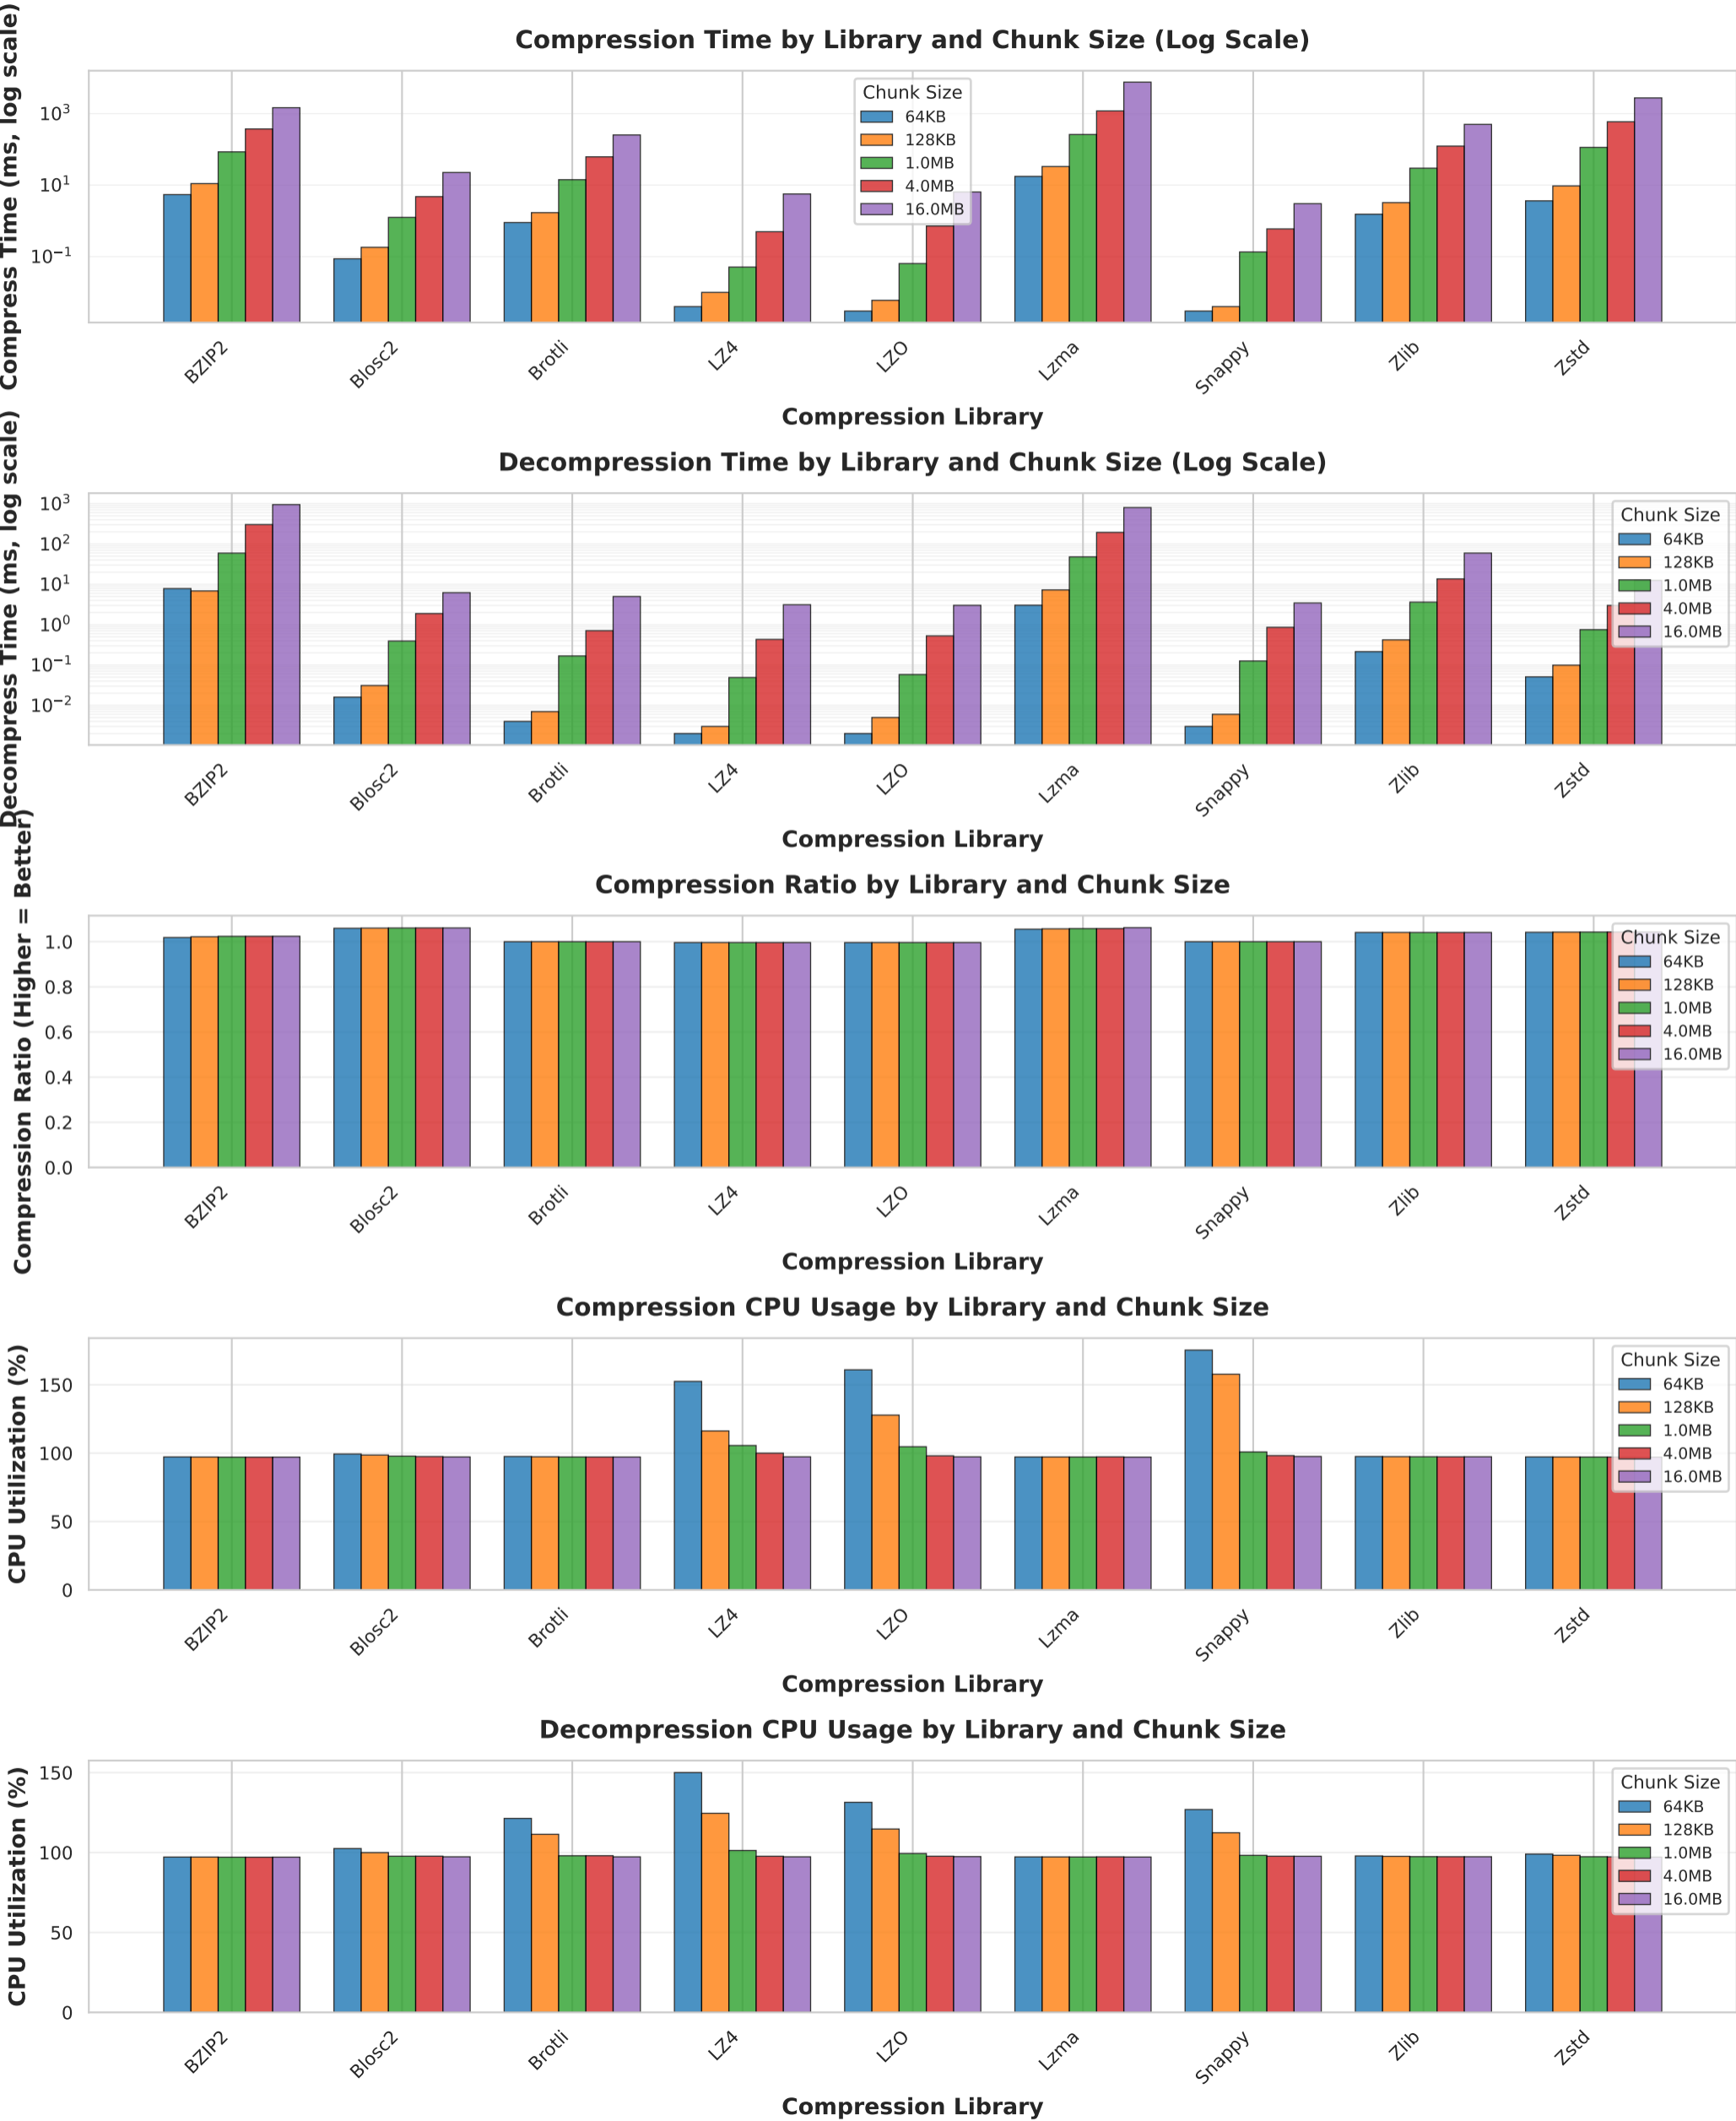 Compression Time by Library and Chunk Size (Log Scale)
Compress Time (ms, log scale)
10³
10¹
10⁻¹
Chunk Size
64KB
128KB
1.0MB
4.0MB
16.0MB
BZIP2
Blosc2
Brotli
LZ4
LZO
Lzma
Snappy
Zlib
Zstd
Compression Library
Decompression Time by Library and Chunk Size (Log Scale)
Decompress Time (ms, log scale)
10³
10²
10¹
10⁰
10⁻¹
10⁻²
Chunk Size
64KB
128KB
1.0MB
4.0MB
16.0MB
BZIP2
Blosc2
Brotli
LZ4
LZO
Lzma
Snappy
Zlib
Zstd
Compression Library
Compression Ratio by Library and Chunk Size
Compression Ratio (Higher = Better)
1.0
0.8
0.6
0.4
0.2
0.0
Chunk Size
64KB
128KB
1.0MB
4.0MB
16.0MB
BZIP2
Blosc2
Brotli
LZ4
LZO
Lzma
Snappy
Zlib
Zstd
Compression Library
Compression CPU Usage by Library and Chunk Size
CPU Utilization (%)
150
100
50
0
Chunk Size
64KB
128KB
1.0MB
4.0MB
16.0MB
BZIP2
Blosc2
Brotli
LZ4
LZO
Lzma
Snappy
Zlib
Zstd
Compression Library
Decompression CPU Usage by Library and Chunk Size
CPU Utilization (%)
150
100
50
0
Chunk Size
64KB
128KB
1.0MB
4.0MB
16.0MB
BZIP2
Blosc2
Brotli
LZ4
LZO
Lzma
Snappy
Zlib
Zstd
Compression Library